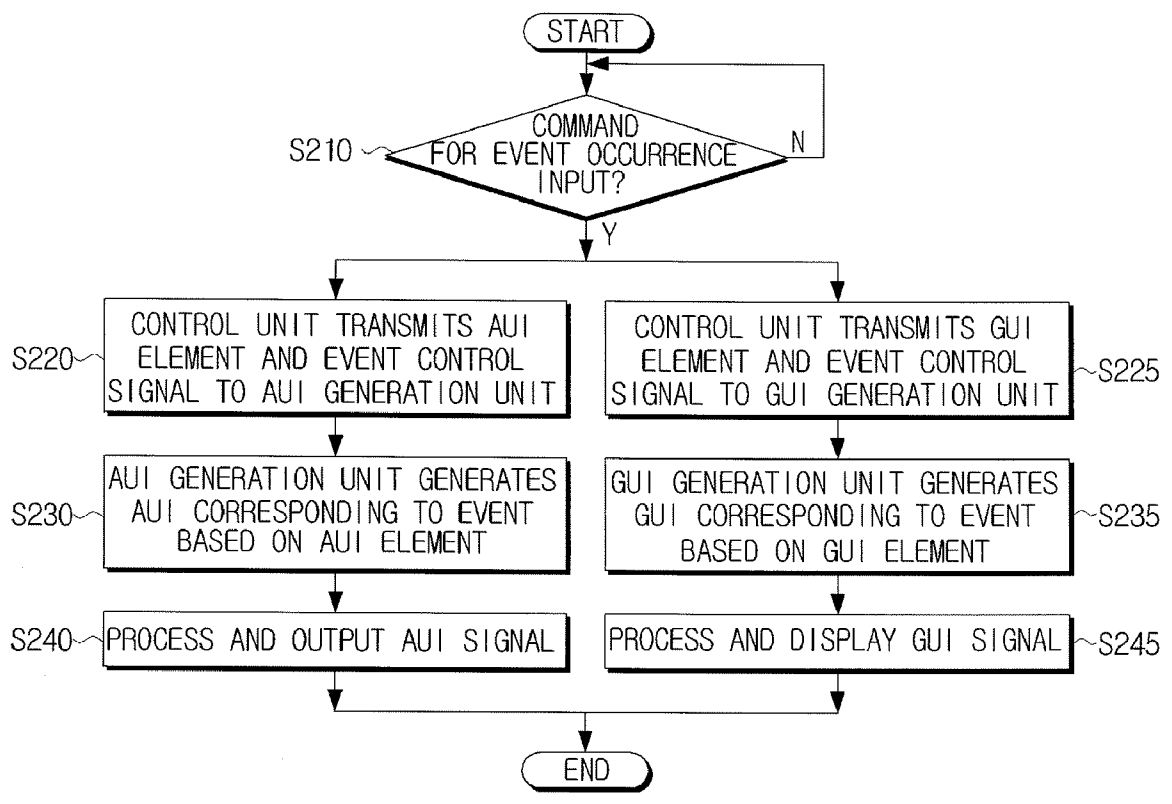 START
S210
COMMAND
FOR EVENT OCCURRENCE
INPUT?
N
Y
S220
CONTROL UNIT TRANSMITS AUI
ELEMENT AND EVENT CONTROL
SIGNAL TO AUI GENERATION UNIT
CONTROL UNIT TRANSMITS GUI
ELEMENT AND EVENT CONTROL
SIGNAL TO GUI GENERATION UNIT
S225
S230
AUI GENERATION UNIT GENERATES
AUI CORRESPONDING TO EVENT
BASED ON AUI ELEMENT
GUI GENERATION UNIT GENERATES
GUI CORRESPONDING TO EVENT
BASED ON GUI ELEMENT
S235
S240
PROCESS AND OUTPUT AUI SIGNAL
PROCESS AND DISPLAY GUI SIGNAL
S245
END